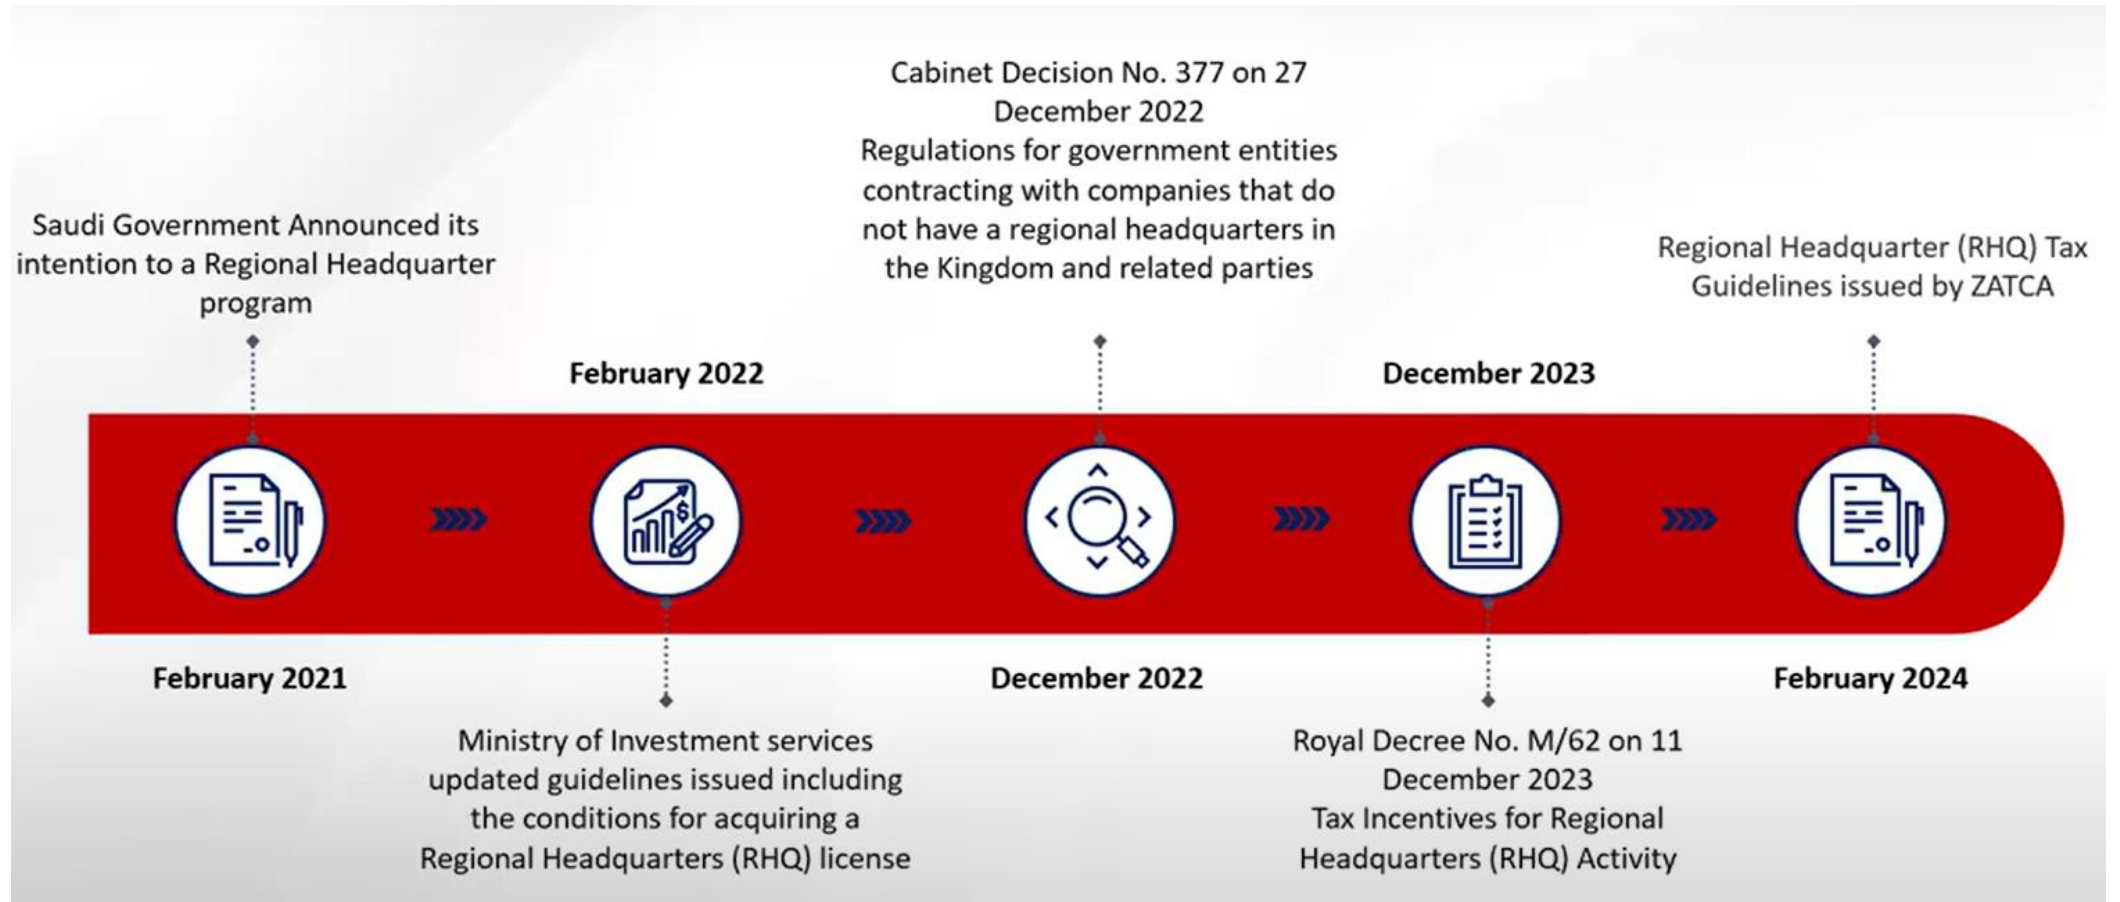 Saudi Government Announced its
intention to a Regional Headquarter
program
February 2021
February 2022
Ministry of Investment services
updated guidelines issued including
the conditions for acquiring a
Regional Headquarters (RHQ) license
Cabinet Decision No. 377 on 27
December 2022
Regulations for government entities
contracting with companies that do
not have a regional headquarters in
the Kingdom and related parties
December 2022
December 2023
Royal Decree No. M/62 on 11
December 2023
Tax Incentives for Regional
Headquarters (RHQ) Activity
Regional Headquarter (RHQ) Tax
Guidelines issued by ZATCA
February 2024
$